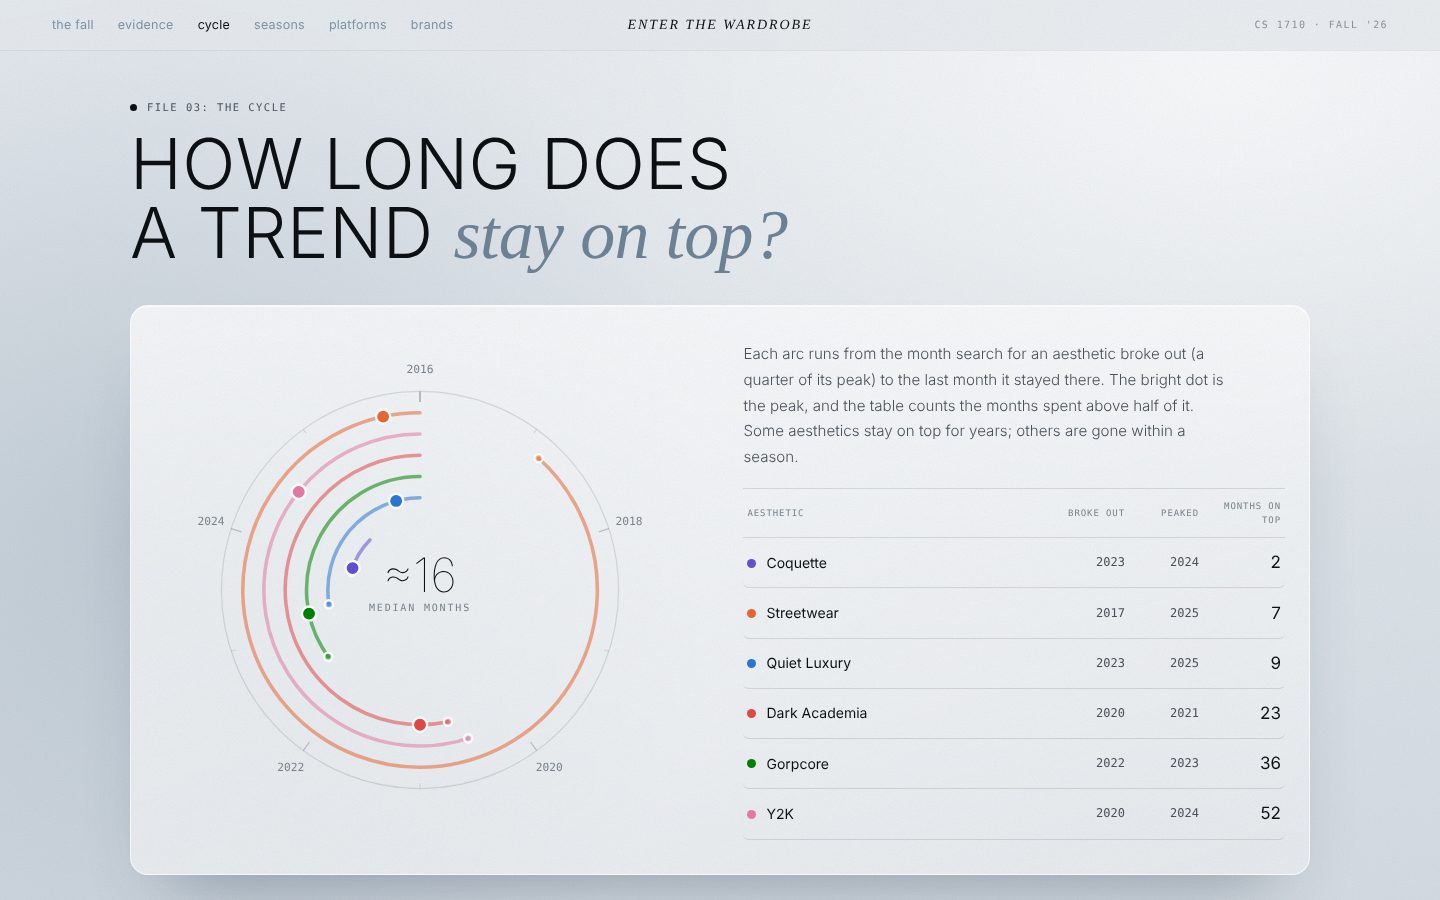 the fall evidence cycle seasons platforms brands ENTER THE WARDROBE CS 1710 · FALL '26
FILE 03: THE CYCLE
HOW LONG DOES
A TREND stay on top?
2016
2018
2020
2022
2024
≈16
MEDIAN MONTHS
Each arc runs from the month search for an aesthetic broke out (a
quarter of its peak) to the last month it stayed there. The bright dot is
the peak, and the table counts the months spent above half of it.
Some aesthetics stay on top for years; others are gone within a
season.
AESTHETIC BROKE OUT PEAKED MONTHS ON
TOP
Coquette 2023 2024 2
Streetwear 2017 2025 7
Quiet Luxury 2023 2025 9
Dark Academia 2020 2021 23
Gorpcore 2022 2023 36
Y2K 2020 2024 52